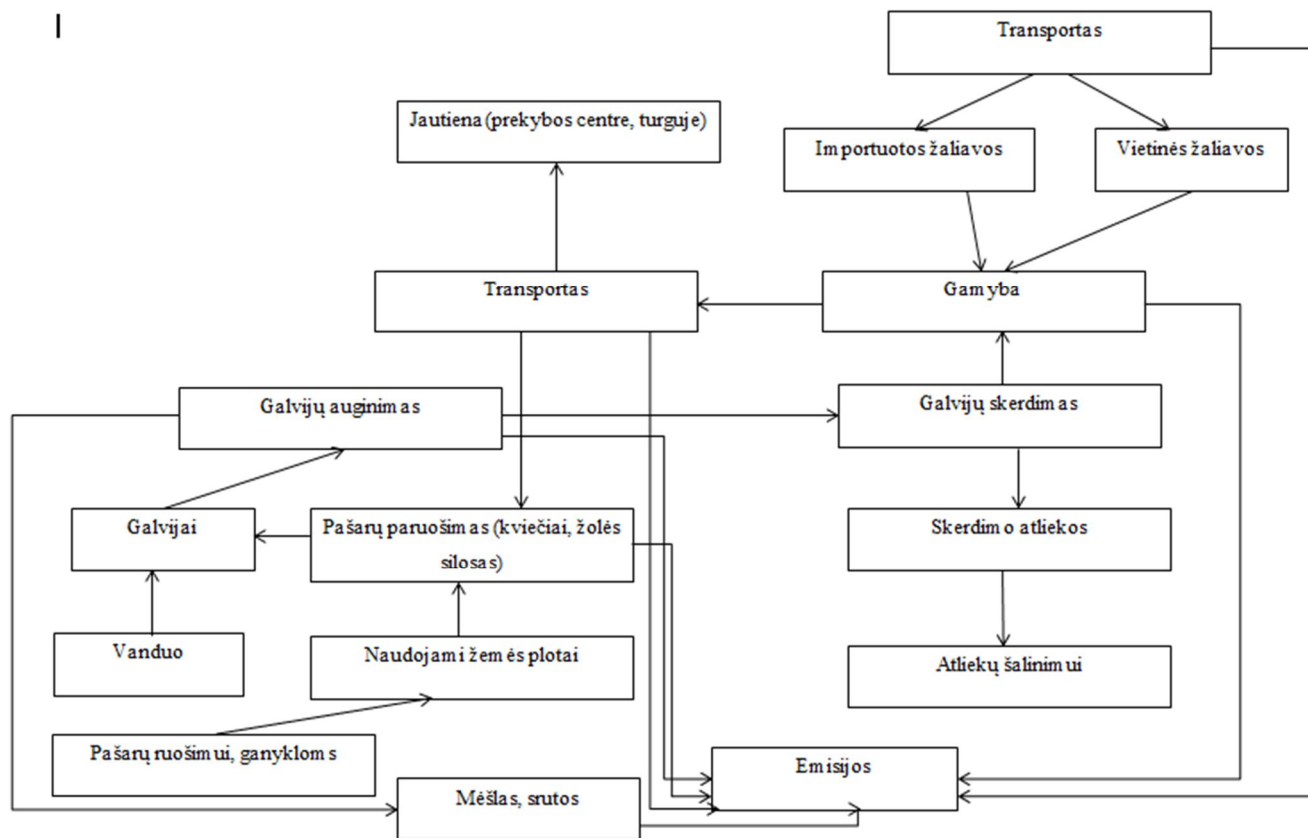 Transportas
Jautiena (prekybos centre, turguje)
Importuotos žaliavos
Vietinės žaliavos
Transportas
Gamyba
Galvijų auginimas
Galvijų skerdimas
Galvijai
Pašarų paruošimas (kviečiai, žolės
silosas)
Skerdimo atliekos
Vanduo
Naudojami žemės plotai
Atliekų šalinimui
Pašarų ruošimui, ganykloms
Emisijos
Mėšlas, srutos